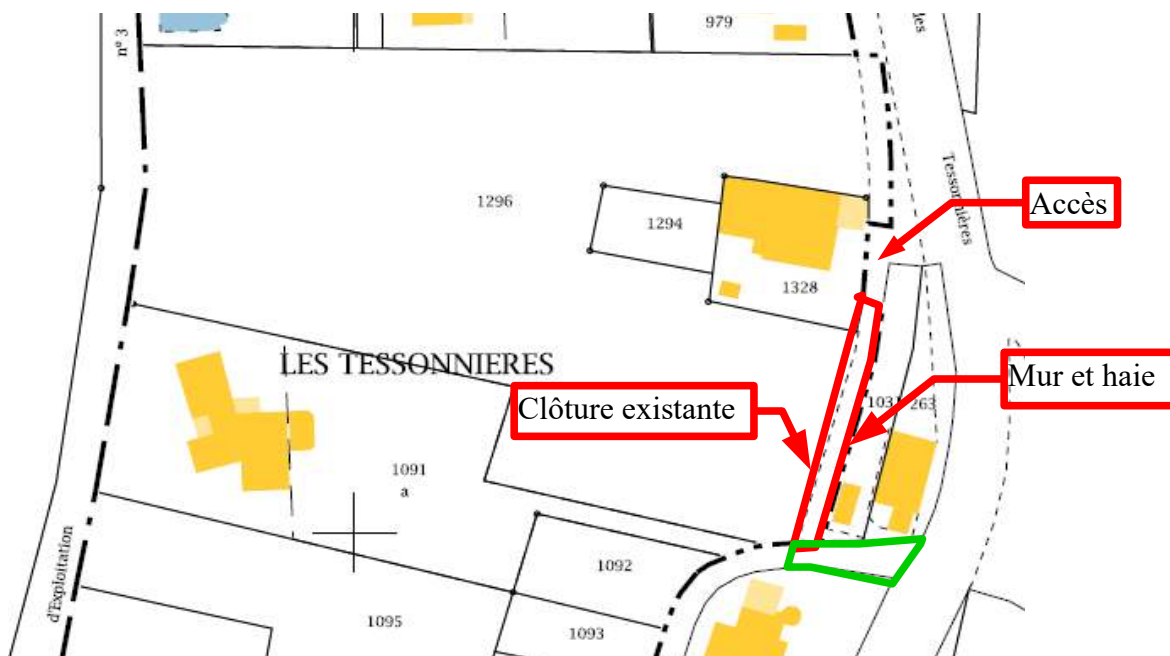 979
n° 3
des
Tessonnières
Accès
1296
1294
1328
LES TESSONNIERES
Clôture existante
Mur et haie
103
263
1091
a
1092
1095
1093
d'Exploitation